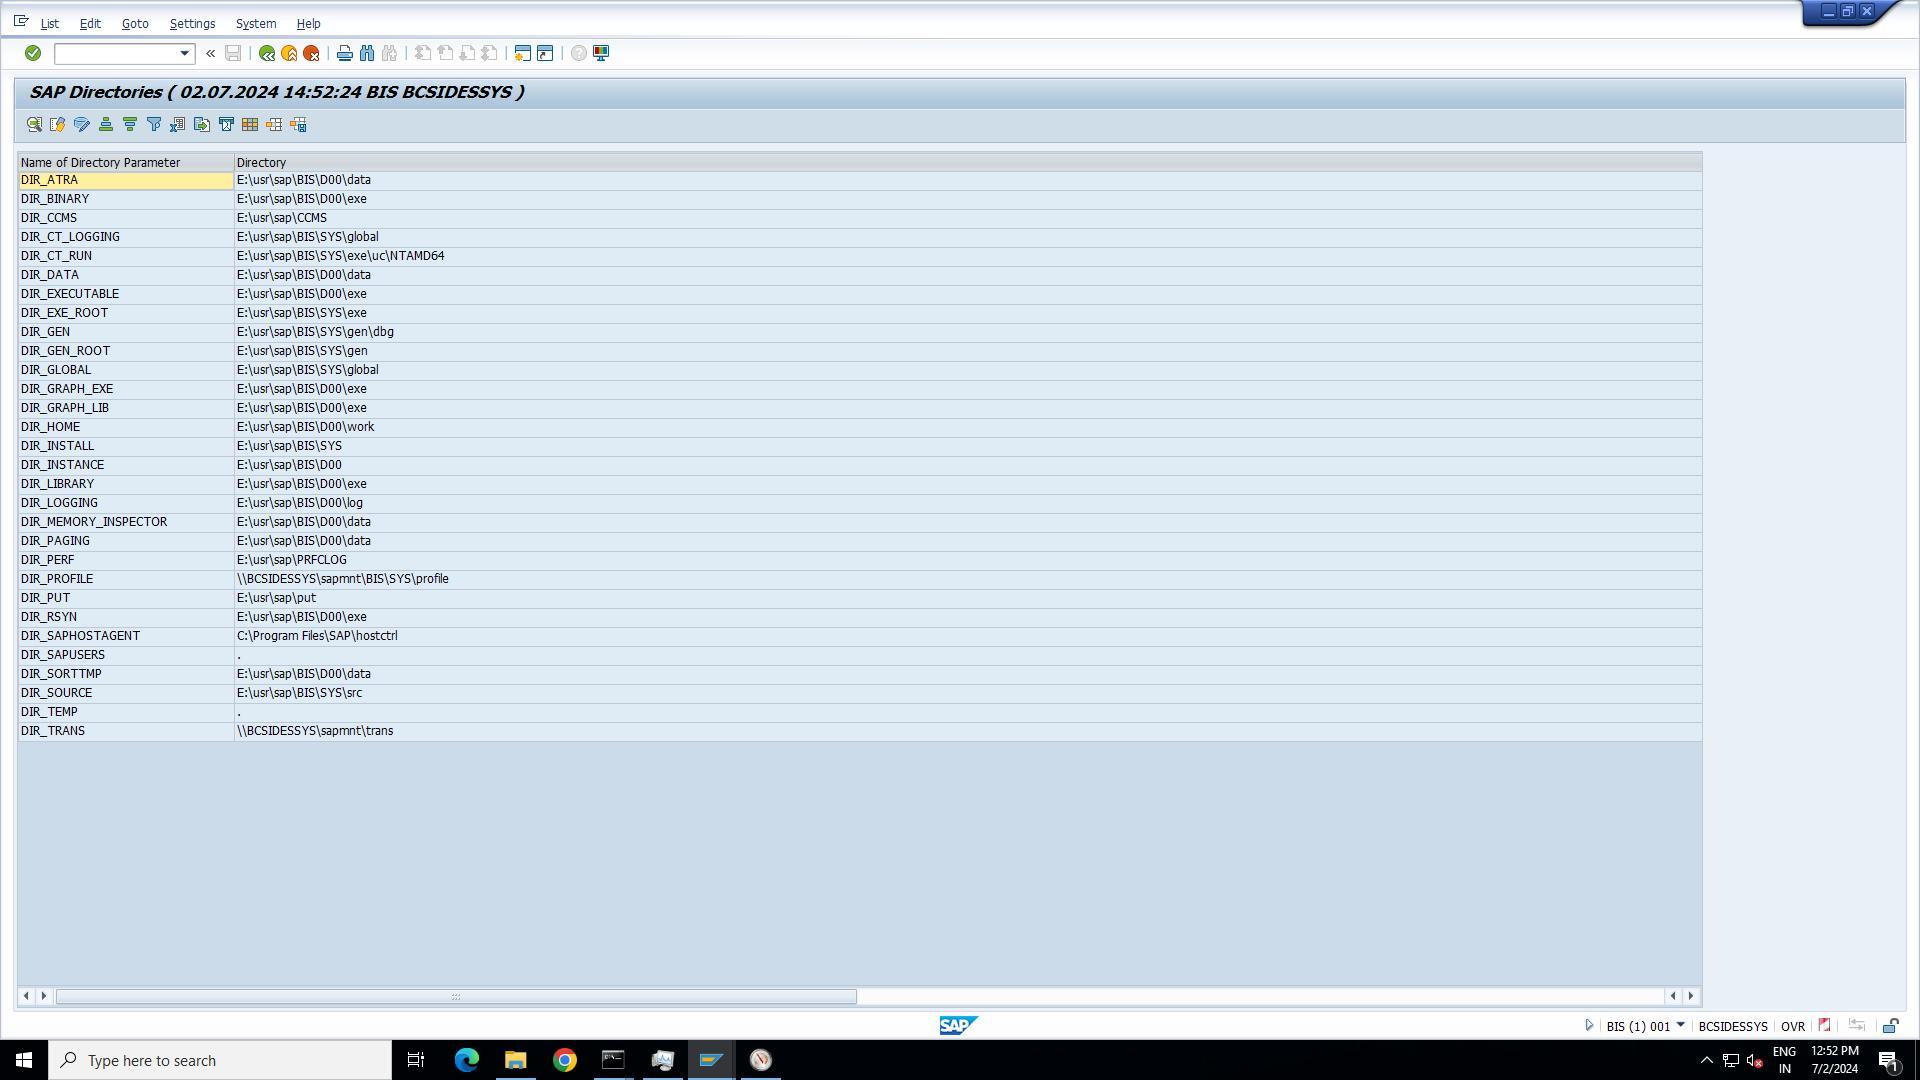 List Edit Goto Settings System Help
SAP Directories ( 02.07.2024 14:52:24 BIS BCSIDESSYS )
Name of Directory Parameter Directory
DIR_ATRA E:\usr\sap\BIS\D00\data
DIR_BINARY E:\usr\sap\BIS\D00\exe
DIR_CCMS E:\usr\sap\CCMS
DIR_CT_LOGGING E:\usr\sap\BIS\SYS\global
DIR_CT_RUN E:\usr\sap\BIS\SYS\exe\uc\NTAMD64
DIR_DATA E:\usr\sap\BIS\D00\data
DIR_EXECUTABLE E:\usr\sap\BIS\D00\exe
DIR_EXE_ROOT E:\usr\sap\BIS\SYS\exe
DIR_GEN E:\usr\sap\BIS\SYS\gen\dbg
DIR_GEN_ROOT E:\usr\sap\BIS\SYS\gen
DIR_GLOBAL E:\usr\sap\BIS\SYS\global
DIR_GRAPH_EXE E:\usr\sap\BIS\D00\exe
DIR_GRAPH_LIB E:\usr\sap\BIS\D00\exe
DIR_HOME E:\usr\sap\BIS\D00\work
DIR_INSTALL E:\usr\sap\BIS\SYS
DIR_INSTANCE E:\usr\sap\BIS\D00
DIR_LIBRARY E:\usr\sap\BIS\D00\exe
DIR_LOGGING E:\usr\sap\BIS\D00\log
DIR_MEMORY_INSPECTOR E:\usr\sap\BIS\D00\data
DIR_PAGING E:\usr\sap\BIS\D00\data
DIR_PERF E:\usr\sap\PRFCLOG
DIR_PROFILE \\BCSIDESSYS\sapmnt\BIS\SYS\profile
DIR_PUT E:\usr\sap\put
DIR_RSYN E:\usr\sap\BIS\D00\exe
DIR_SAPHOSTAGENT C:\Program Files\SAP\hostctrl
DIR_SAPUSERS .
DIR_SORTTMP E:\usr\sap\BIS\D00\data
DIR_SOURCE E:\usr\sap\BIS\SYS\src
DIR_TEMP .
DIR_TRANS \\BCSIDESSYS\sapmnt\trans
SAP BIS (1) 001 BCSIDESSYS OVR
Type here to search
ENG 12:52 PM
IN 7/2/2024 1